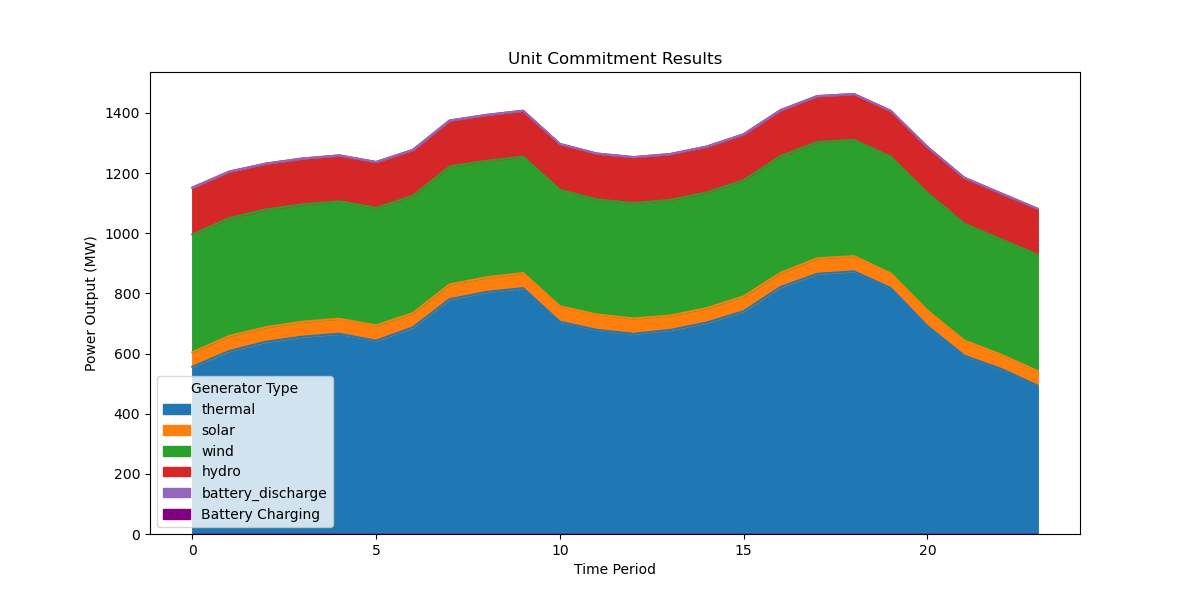 Unit Commitment Results
Power Output (MW)
1400
1200
1000
800
600
400
200
0
Generator Type
thermal
solar
wind
hydro
battery_discharge
Battery Charging
0 5 10 15 20
Time Period